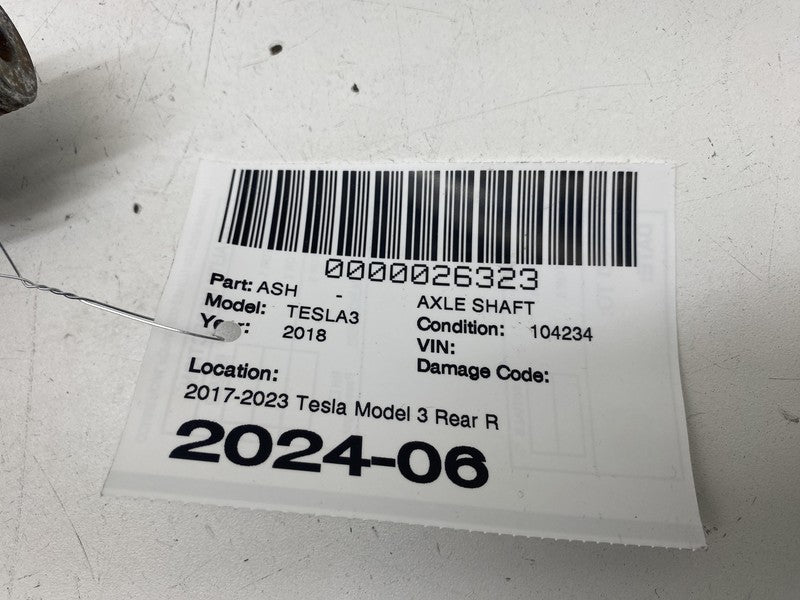 0000026323
Part: ASH - AXLE SHAFT
Model: TESLA3 Condition: 104234
Year: 2018 VIN:
Damage Code:
Location:
2017-2023 Tesla Model 3 Rear R
2024-06